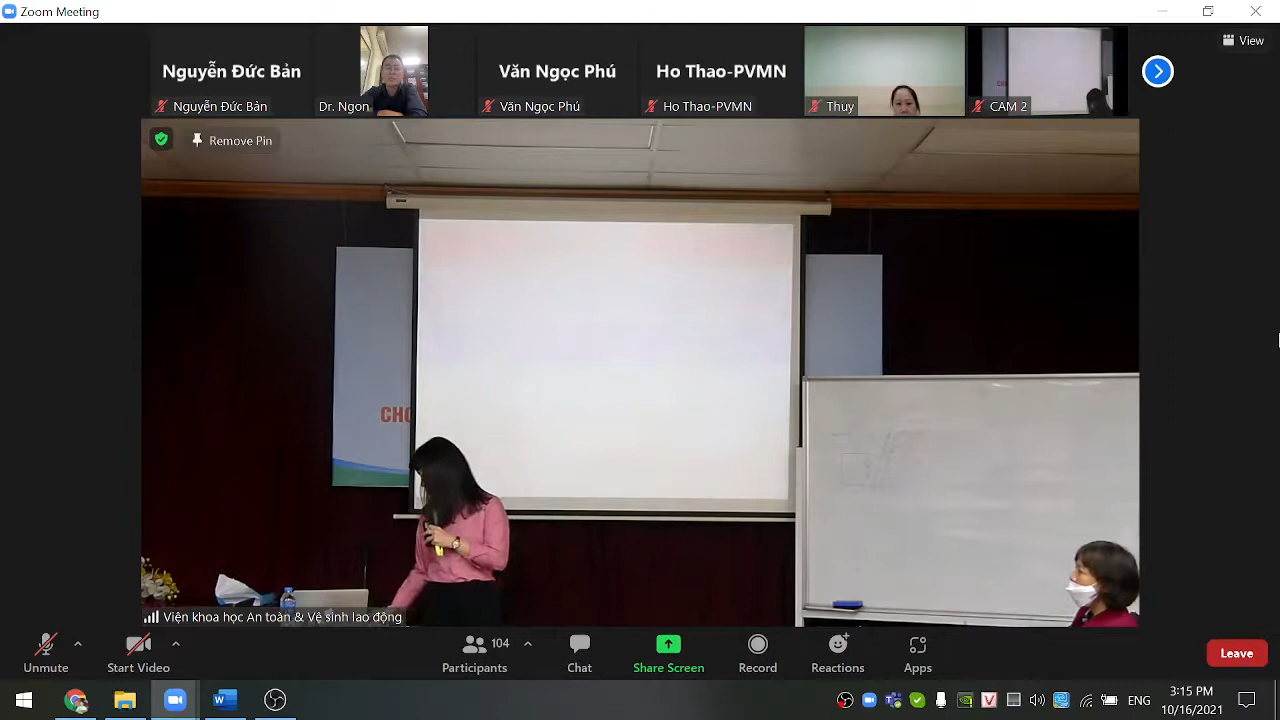 Zoom Meeting
Nguyễn Đức Bản
Văn Ngọc Phú
Ho Thao-PVMN
View
Nguyễn Đức Bản
Dr. Ngon
Văn Ngọc Phú
Ho Thao-PVMN
Thuy
CAM 2
Remove Pin
CHO
Viện khoa học An toàn & Vệ sinh lao động
104
Unmute
Start Video
Participants
Chat
Share Screen
Record
Reactions
Apps
Leave
ENG
3:15 PM
10/16/2021